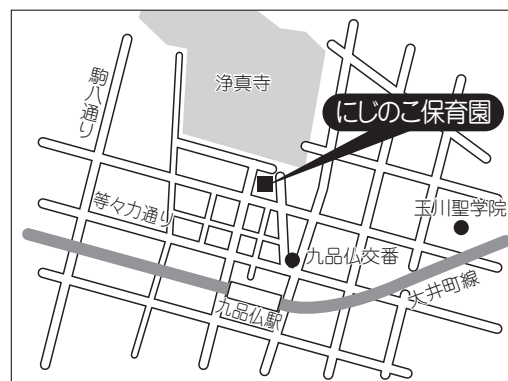 浄真寺
駒八通り
にじのこ保育園
等々力通り
玉川聖学院
九品仏交番
大井町線
九品仏駅